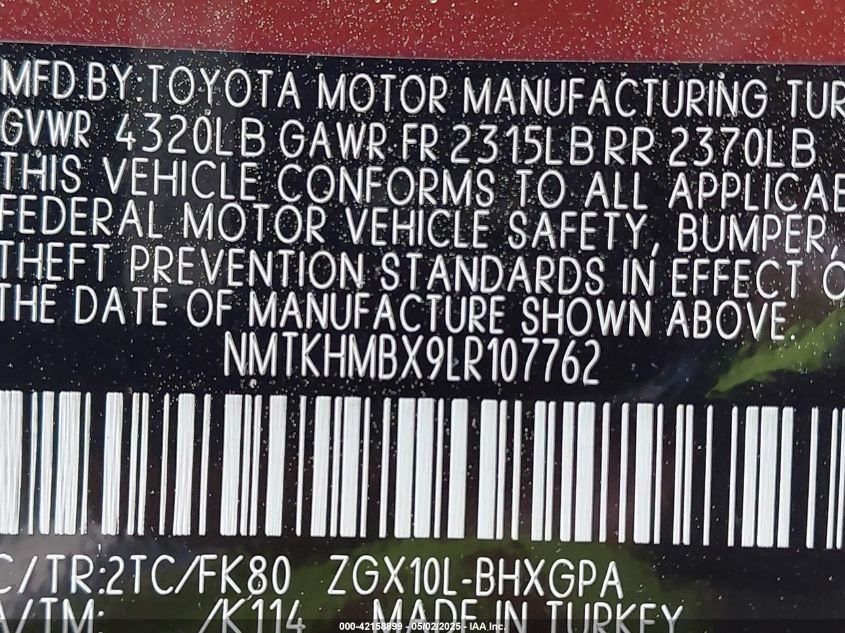 MFD.BY:TOYOTA MOTOR MANUFACTURING TUR
GVWR 4320LB GAWR FR 2315LB RR 2370LB
THIS VEHICLE CONFORMS TO ALL APPLICAB
FEDERAL MOTOR VEHICLE SAFETY, BUMPER,
THEFT PREVENTION STANDARDS IN EFFECT O
THE DATE OF MANUFACTURE SHOWN ABOVE.
NMTKHMBX9LR107762
C/TR:2TC/FK80 ZGX10L-BHXGPA
A/TM: /K114 MADE IN TURKEY
000-42158899 - 05/02/2025 - IAA Inc.